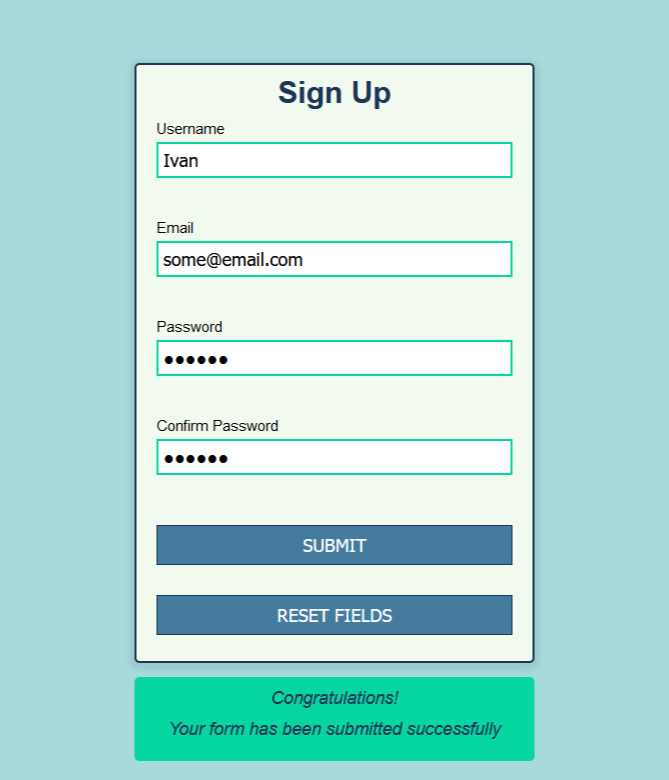 Sign Up
Username
Ivan
Email
some@email.com
Password
●●●●●●
Confirm Password
●●●●●●
SUBMIT
RESET FIELDS
Congratulations!
Your form has been submitted successfully